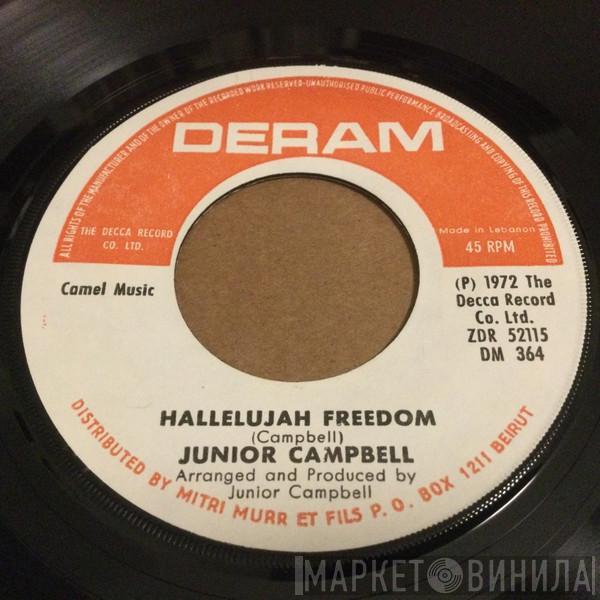 ALL RIGHTS OF THE MANUFACTURER AND OF THE OWNER OF THE RECORDED WORK RESERVED-UNAUTHORISED PUBLIC PERFORMANCE BROADCASTING AND COPYING OF THIS RECORD PROHIBITED
DERAM
THE DECCA RECORD
CO. LTD.
Made in Lebanon
45 RPM
Camel Music
(P) 1972 The
Decca Record
Co. Ltd.
ZDR 52115
DM 364
HALLELUJAH FREEDOM
(Campbell)
JUNIOR CAMPBELL
Arranged and Produced by
Junior Campbell
DISTRIBUTED BY MITRI MURR ET FILS P.O. BOX 1211 BEIRUT
МАРКЕТ ВИНИЛА